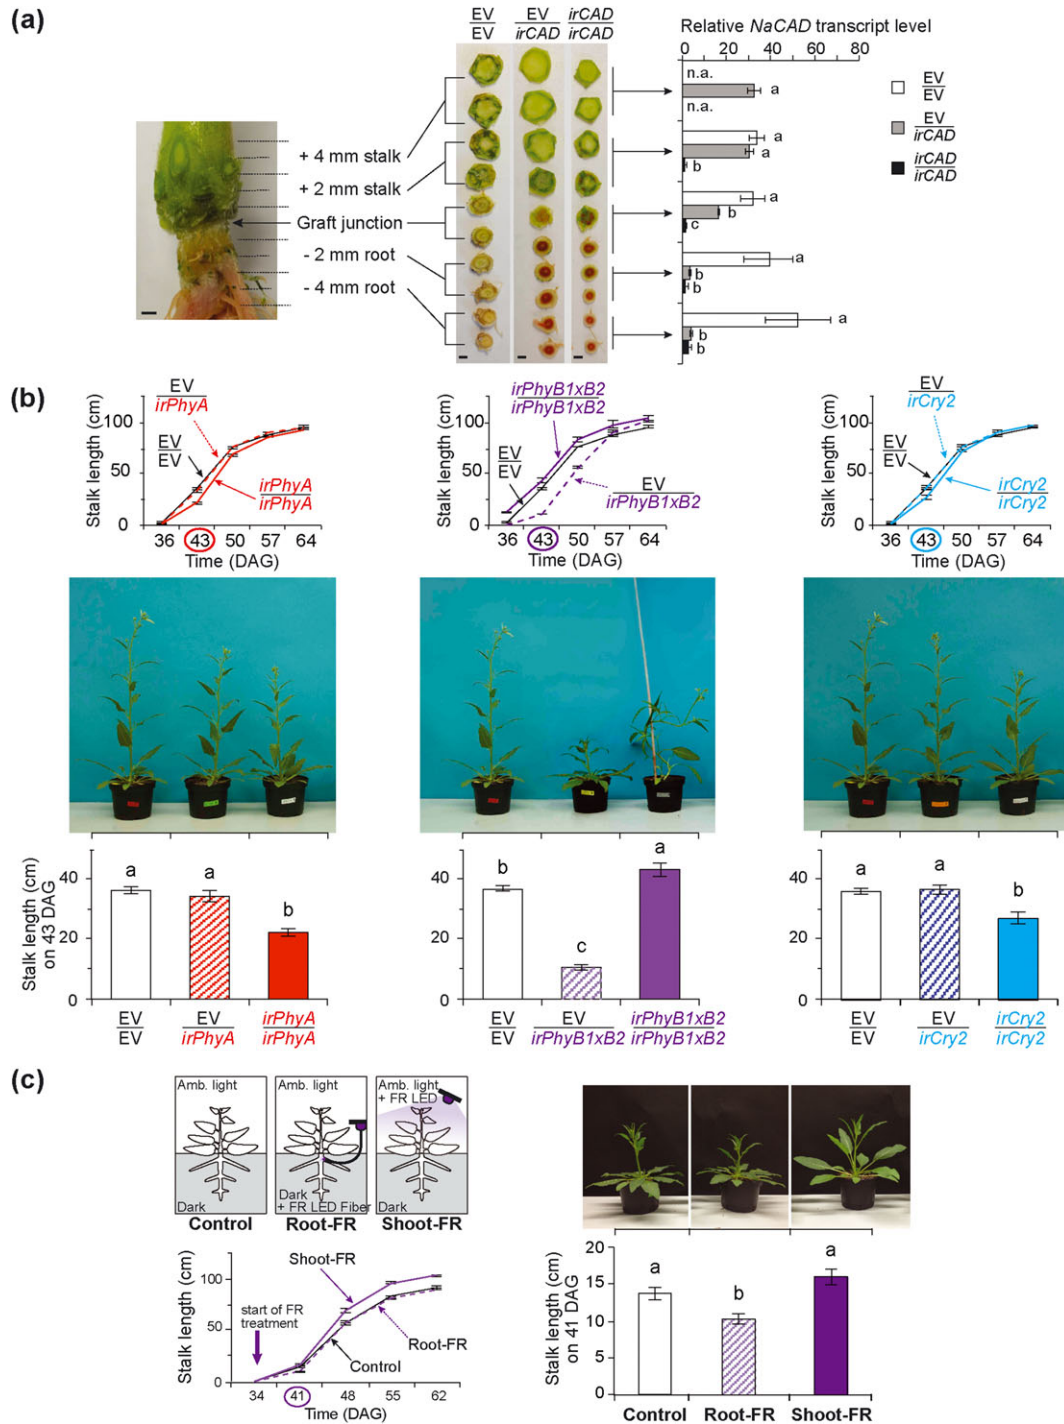 (a)
EV
EV
EV
irCAD
irCAD
irCAD
Relative NaCAD transcript level
0 20 40 60 80
n.a.
a
n.a.
a
a
b
a
b
c
a
b
b
a
b
b
EV
EV
EV
irCAD
irCAD
irCAD
+ 4 mm stalk
+ 2 mm stalk
Graft junction
- 2 mm root
- 4 mm root
(b)
Stalk length (cm)
100
50
0
EV
irPhyA
EV
EV
irPhyA
irPhyA
36 43 50 57 64
Time (DAG)
Stalk length (cm)
100
50
0
irPhyB1xB2
irPhyB1xB2
EV
EV
EV
irPhyB1xB2
36 43 50 57 64
Time (DAG)
Stalk length (cm)
100
50
0
EV
irCry2
EV
EV
irCry2
irCry2
36 43 50 57 64
Time (DAG)
Stalk length (cm)
on 43 DAG
40
20
0
a
a
b
EV
EV
EV
irPhyA
irPhyA
irPhyA
40
20
0
b
c
a
EV
EV
EV
irPhyB1xB2
irPhyB1xB2
irPhyB1xB2
40
20
0
a
a
b
EV
EV
EV
irCry2
irCry2
irCry2
(c)
Amb. light
Dark
Control
Amb. light
Dark
+ FR LED Fiber
Root-FR
Amb. light
+ FR LED
Dark
Shoot-FR
Stalk length (cm)
100
50
0
start of FR
treatment
Shoot-FR
Root-FR
Control
34 41 48 55 62
Time (DAG)
Stalk length (cm)
on 41 DAG
20
15
10
5
0
a
b
a
Control Root-FR Shoot-FR